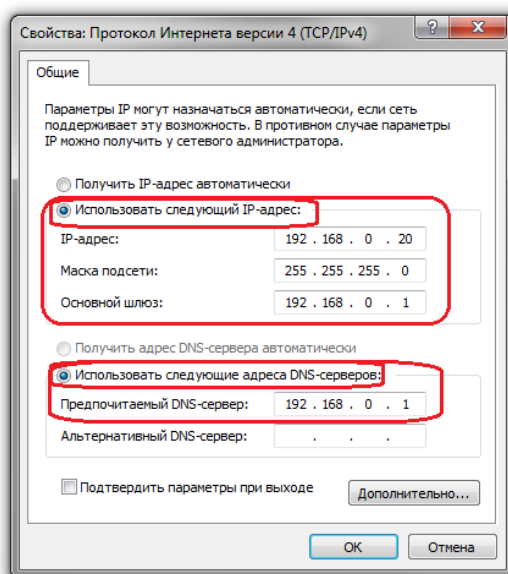 Свойства: Протокол Интернета версии 4 (TCP/IPv4)
?
X
Общие
Параметры IP могут назначаться автоматически, если сеть
поддерживает эту возможность. В противном случае параметры
IP можно получить у сетевого администратора.
Получить IP-адрес автоматически
Использовать следующий IP-адрес:
IP-адрес: 192 . 168 . 0 . 20
Маска подсети: 255 . 255 . 255 . 0
Основной шлюз: 192 . 168 . 0 . 1
Получить адрес DNS-сервера автоматически
Использовать следующие адреса DNS-серверов:
Предпочитаемый DNS-сервер: 192 . 168 . 0 . 1
Альтернативный DNS-сервер: . . .
Подтвердить параметры при выходе
Дополнительно...
ОК
Отмена